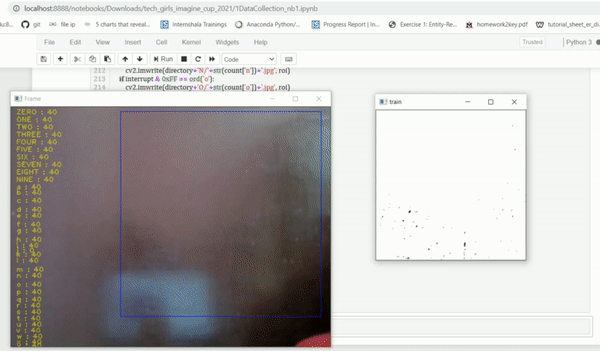 localhost:8888/notebooks/Downloads/tech_girls_imagine_cup_2021/1DataCollection_nb1.ipynb
git file ip 5 charts that reveal... Internshala Trainings Anaconda Python/... Progress Report | In... Exercise 1: Entity-Re... homework2key.pdf tutorial_sheet_er_di...
File Edit View Insert Cell Kernel Widgets Help Trusted Python 3
Run Code
212 cv2.imwrite(directory+'N/'+str(count['n'])+'.jpg', roi)
213 if interrupt & 0xFF == ord('o'):
214 cv2.imwrite(directory+'O/'+str(count['o'])+'.jpg', roi)
Frame
train
ZERO : 40
ONE : 40
TWO : 40
THREE : 40
FOUR : 40
FIVE : 40
SIX : 40
SEVEN : 40
EIGHT : 40
NINE : 40
a : 40
b : 40
c : 40
d : 40
e : 40
f : 40
g : 40
h : 40
i : 40
k : 40
l : 40
m : 40
n : 40
o : 40
p : 40
q : 40
r : 40
s : 40
t : 40
u : 40
v : 40
w : 40